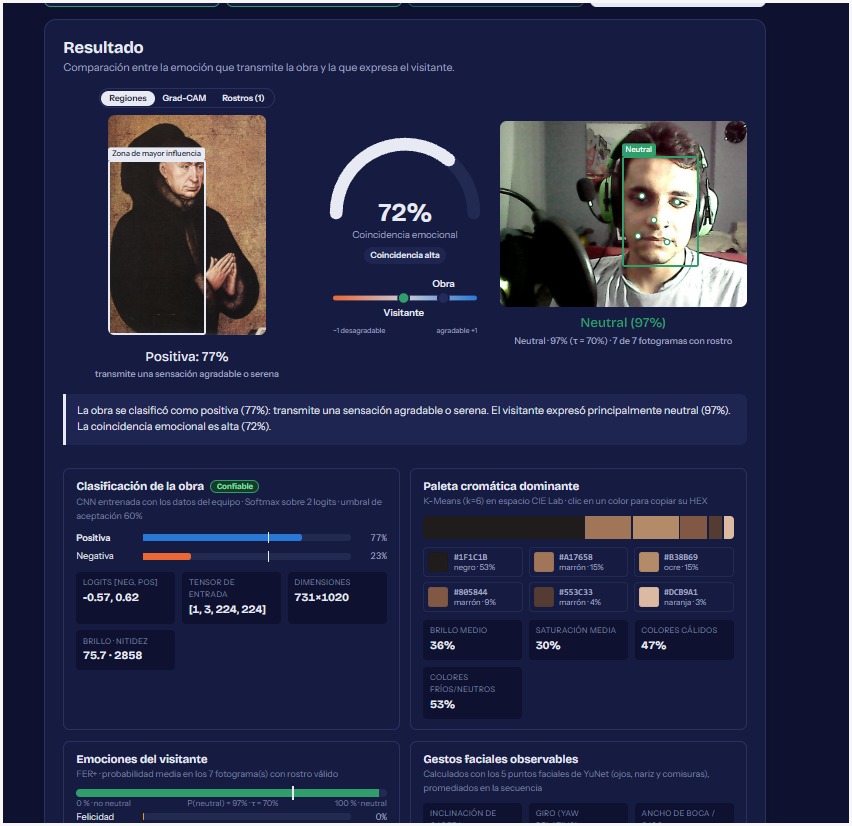 Resultado
Comparación entre la emoción que transmite la obra y la que expresa el visitante.
Regiones
Grad-CAM
Rostros (1)
Zona de mayor influencia
Positiva: 77%
transmite una sensación agradable o serena
72%
Coincidencia emocional
Coincidencia alta
Obra
Visitante
−1 desagradable
agradable +1
Neutral
Neutral (97%)
Neutral · 97% (τ = 70%) · 7 de 7 fotogramas con rostro
La obra se clasificó como positiva (77%): transmite una sensación agradable o serena. El visitante expresó principalmente neutral (97%).
La coincidencia emocional es alta (72%).
Clasificación de la obra
Confiable
CNN entrenada con los datos del equipo · Softmax sobre 2 logits · umbral de
aceptación 60%
Positiva
77%
Negativa
23%
LOGITS [NEG, POS]
-0.57, 0.62
TENSOR DE
ENTRADA
[1, 3, 224, 224]
DIMENSIONES
731×1020
BRILLO · NITIDEZ
75.7 · 2858
Paleta cromática dominante
K-Means (k=6) en espacio CIE Lab · clic en un color para copiar su HEX
#1F1C1B
negro · 53%
#A17658
marrón · 15%
#B38B69
ocre · 15%
#805844
marrón · 9%
#553C33
marrón · 4%
#DCB9A1
naranja · 3%
BRILLO MEDIO
36%
SATURACIÓN MEDIA
30%
COLORES CÁLIDOS
47%
COLORES
FRÍOS/NEUTROS
53%
Emociones del visitante
FER+ · probabilidad media en los 7 fotograma(s) con rostro válido
0 % · no neutral
P(neutral) = 97% · τ = 70%
100 % · neutral
Felicidad
0%
Gestos faciales observables
Calculados con los 5 puntos faciales de YuNet (ojos, nariz y comisuras),
promediados en la secuencia
INCLINACIÓN DE
GIRO (YAW
ANCHO DE BOCA /